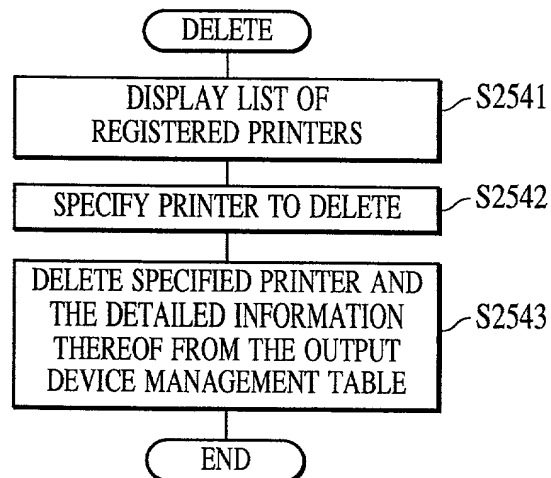 DELETE
DISPLAY LIST OF
REGISTERED PRINTERS
S2541
SPECIFY PRINTER TO DELETE
S2542
DELETE SPECIFIED PRINTER AND
THE DETAILED INFORMATION
THEREOF FROM THE OUTPUT
DEVICE MANAGEMENT TABLE
S2543
END